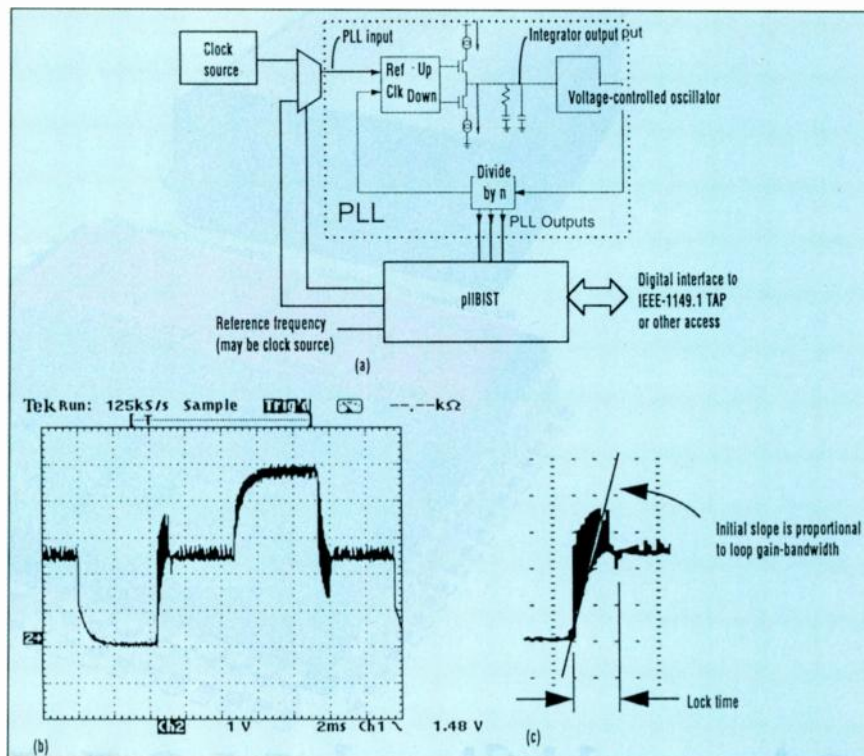 Clock
source
PLL input
Integrator output put
Ref Up
Clk Down
Voltage-controlled oscillator
Divide
by n
PLL
PLL Outputs
pllBIST
Digital interface to
IEEE-1149.1 TAP
or other access
Reference frequency
(may be clock source)
(a)
Tek Run: 125kS/s Sample --.--kΩ
2
Ch2 1 V 2ms Ch1 1.48 V
(b)
Initial slope is proportional
to loop gain-bandwidth
Lock time
(c)